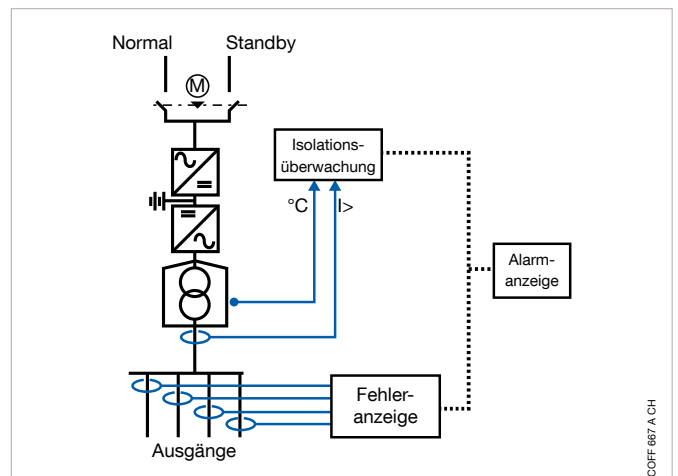 Normal
Standby
M
Isolations-
überwachung
°C
I>
Alarm-
anzeige
Fehler-
anzeige
Ausgänge
COFF 667 A CH